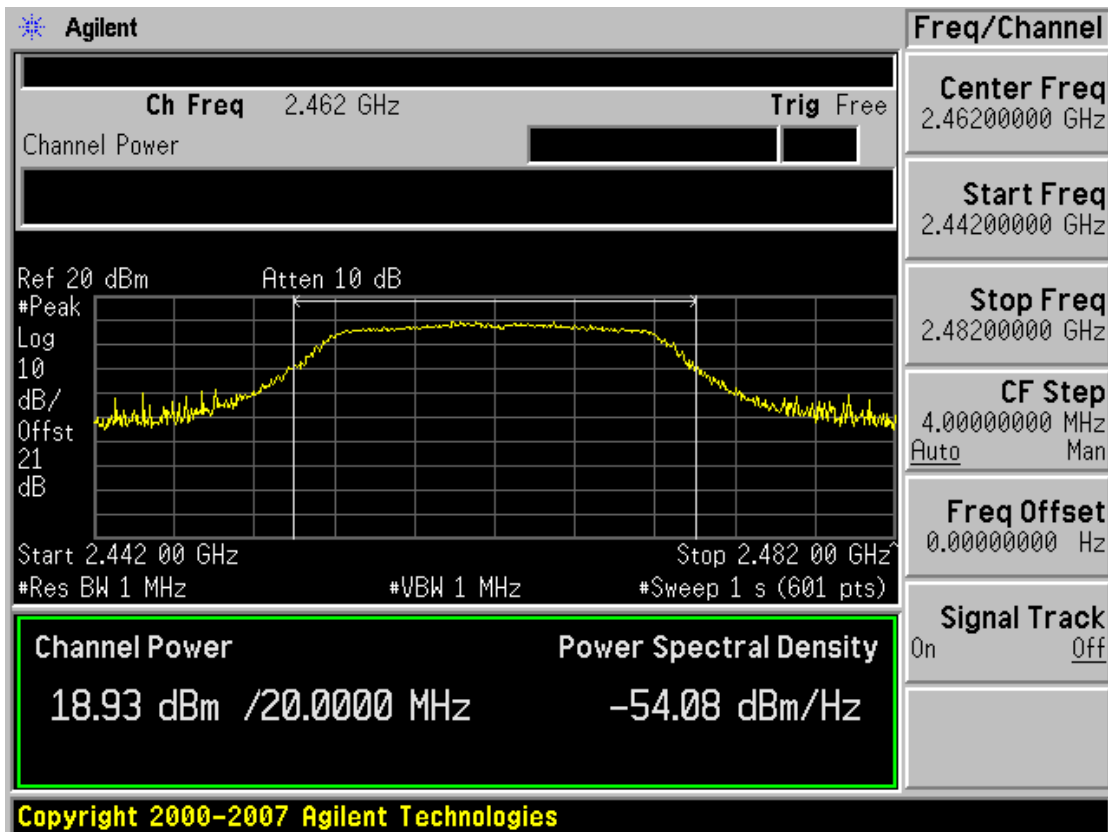 Agilent
Freq/Channel
Ch Freq 2.462 GHz Trig Free
Channel Power
Center Freq
2.46200000 GHz
Start Freq
2.44200000 GHz
Stop Freq
2.48200000 GHz
CF Step
4.00000000 MHz
Auto Man
Freq Offset
0.00000000 Hz
Signal Track
On Off
Ref 20 dBm Atten 10 dB
#Peak
Log
10
dB/
Offst
21
dB
Start 2.442 00 GHz Stop 2.482 00 GHz^
#Res BW 1 MHz #VBW 1 MHz #Sweep 1 s (601 pts)
Channel Power Power Spectral Density
18.93 dBm /20.0000 MHz -54.08 dBm/Hz
Copyright 2000-2007 Agilent Technologies